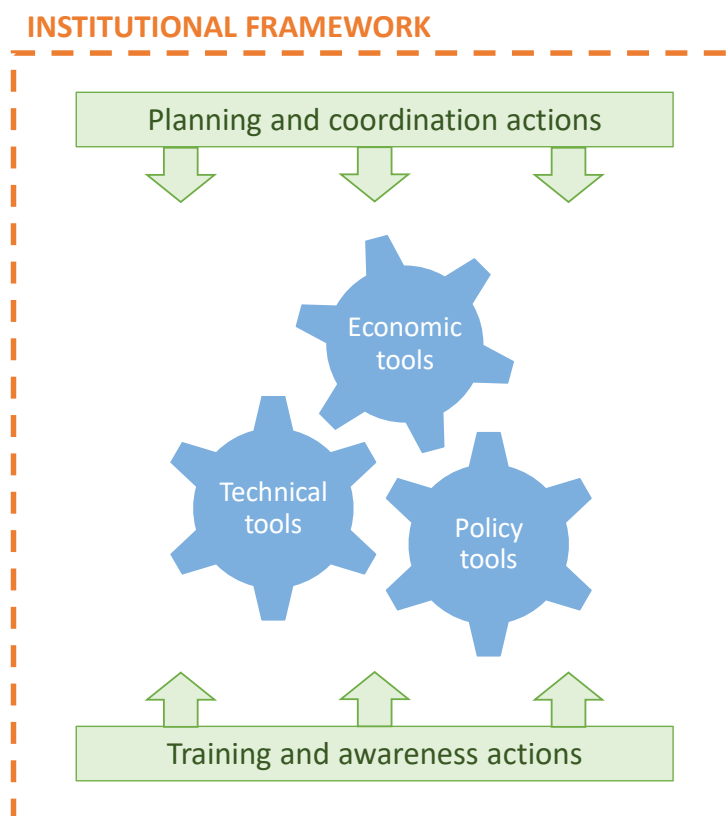 INSTITUTIONAL FRAMEWORK
Planning and coordination actions
Economic
tools
Technical
tools
Policy
tools
Training and awareness actions